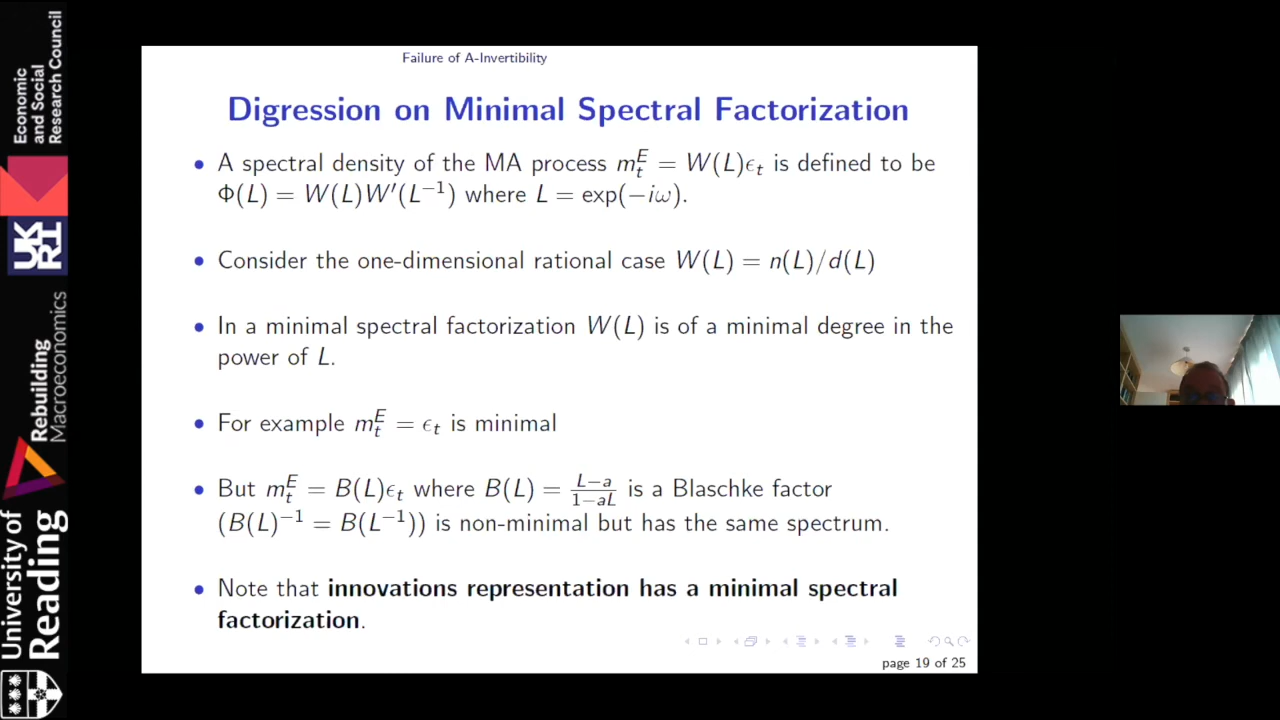 Failure of A-Invertibility
Digression on Minimal Spectral Factorization
• A spectral density of the MA process m_t^E = W(L)ϵ_t is defined to be
Φ(L) = W(L)W′(L⁻¹) where L = exp(−iω).
• Consider the one-dimensional rational case W(L) = n(L)/d(L)
• In a minimal spectral factorization W(L) is of a minimal degree in the
power of L.
• For example m_t^E = ϵ_t is minimal
• But m_t^E = B(L)ϵ_t where B(L) = (L−a)/(1−aL) is a Blaschke factor
(B(L)⁻¹ = B(L⁻¹)) is non-minimal but has the same spectrum.
• Note that innovations representation has a minimal spectral
factorization.
page 19 of 25
Economic
and Social
Research Council
UKRI
Rebuilding
Macroeconomics
University of
Reading